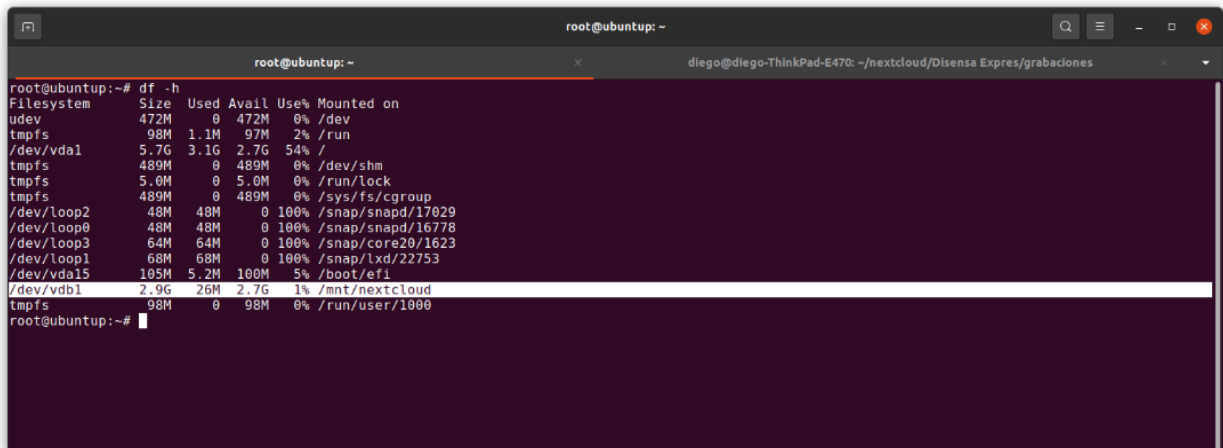 root@ubuntup: ~
root@ubuntup: ~
diego@diego-ThinkPad-E470: ~/nextcloud/Disensa Expres/grabaciones
root@ubuntup:~# df -h
Filesystem      Size  Used Avail Use% Mounted on
udev            472M     0  472M   0% /dev
tmpfs            98M  1.1M   97M   2% /run
/dev/vda1       5.7G  3.1G  2.7G  54% /
tmpfs           489M     0  489M   0% /dev/shm
tmpfs           5.0M     0  5.0M   0% /run/lock
tmpfs           489M     0  489M   0% /sys/fs/cgroup
/dev/loop2       48M   48M     0 100% /snap/snapd/17029
/dev/loop0       48M   48M     0 100% /snap/snapd/16778
/dev/loop3       64M   64M     0 100% /snap/core20/1623
/dev/loop1       68M   68M     0 100% /snap/lxd/22753
/dev/vda15      105M  5.2M  100M   5% /boot/efi
/dev/vdb1       2.9G   26M  2.7G   1% /mnt/nextcloud
tmpfs            98M     0   98M   0% /run/user/1000
root@ubuntup:~#